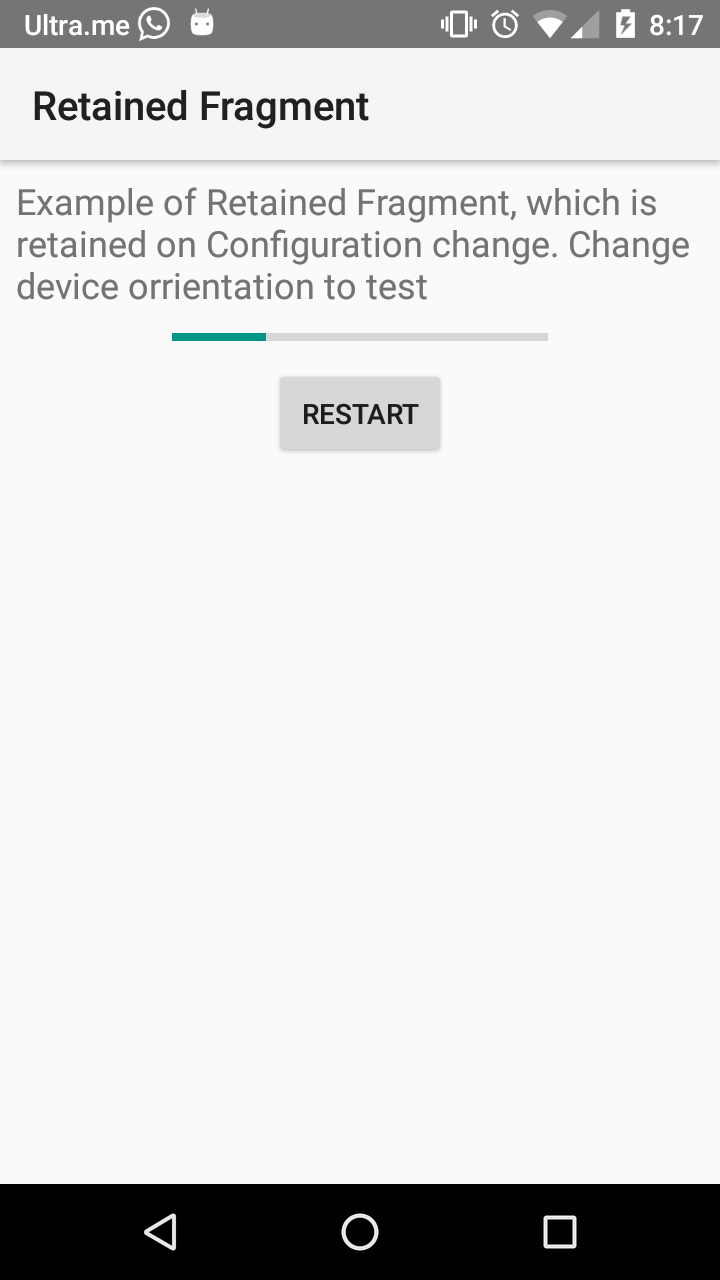 Ultra.me 8:17
Retained Fragment
Example of Retained Fragment, which is
retained on Configuration change. Change
device orrientation to test
RESTART